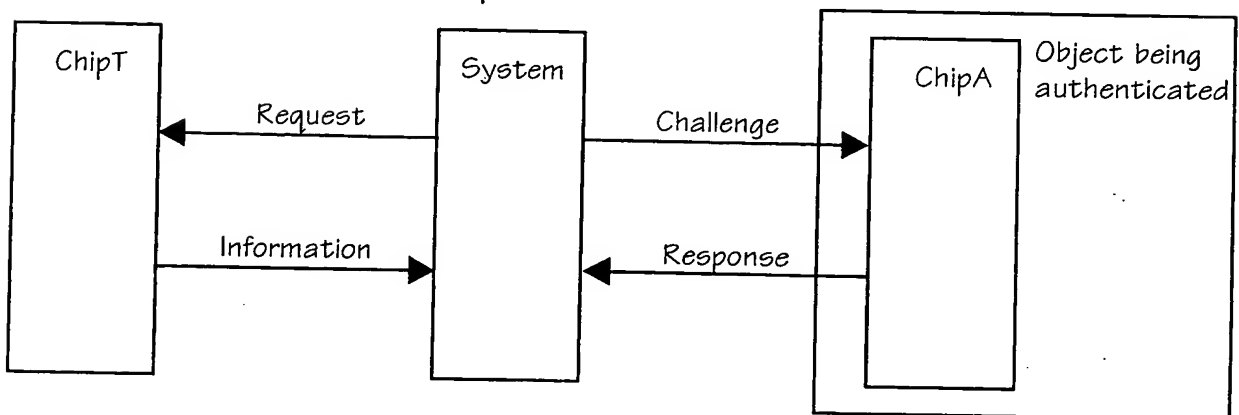 ChipT
System
ChipA
Object being
authenticated
Request
Challenge
Information
Response